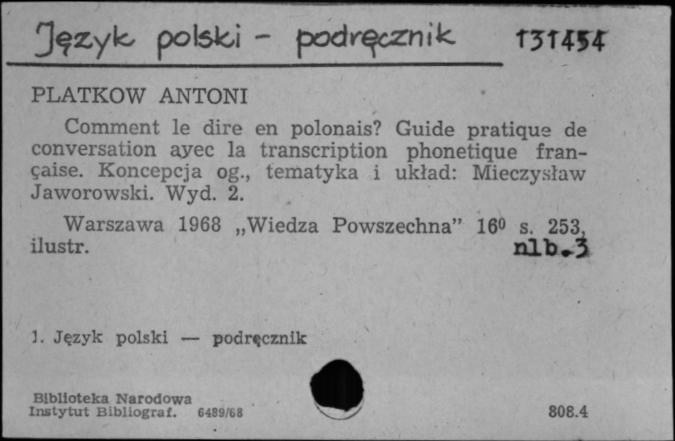 Język polski - podręcznik 131454
PLATKOW ANTONI
Comment le dire en polonais? Guide pratique de
conversation ayec la transcription phonetique fran-
çaise. Koncepcja og., tematyka i układ: Mieczysław
Jaworowski. Wyd. 2.
Warszawa 1968 „Wiedza Powszechna” 16⁰ s. 253,
ilustr. nlb.3
1. Język polski — podręcznik
Biblioteka Narodowa
Instytut Bibliograf. 6489/68 808.4